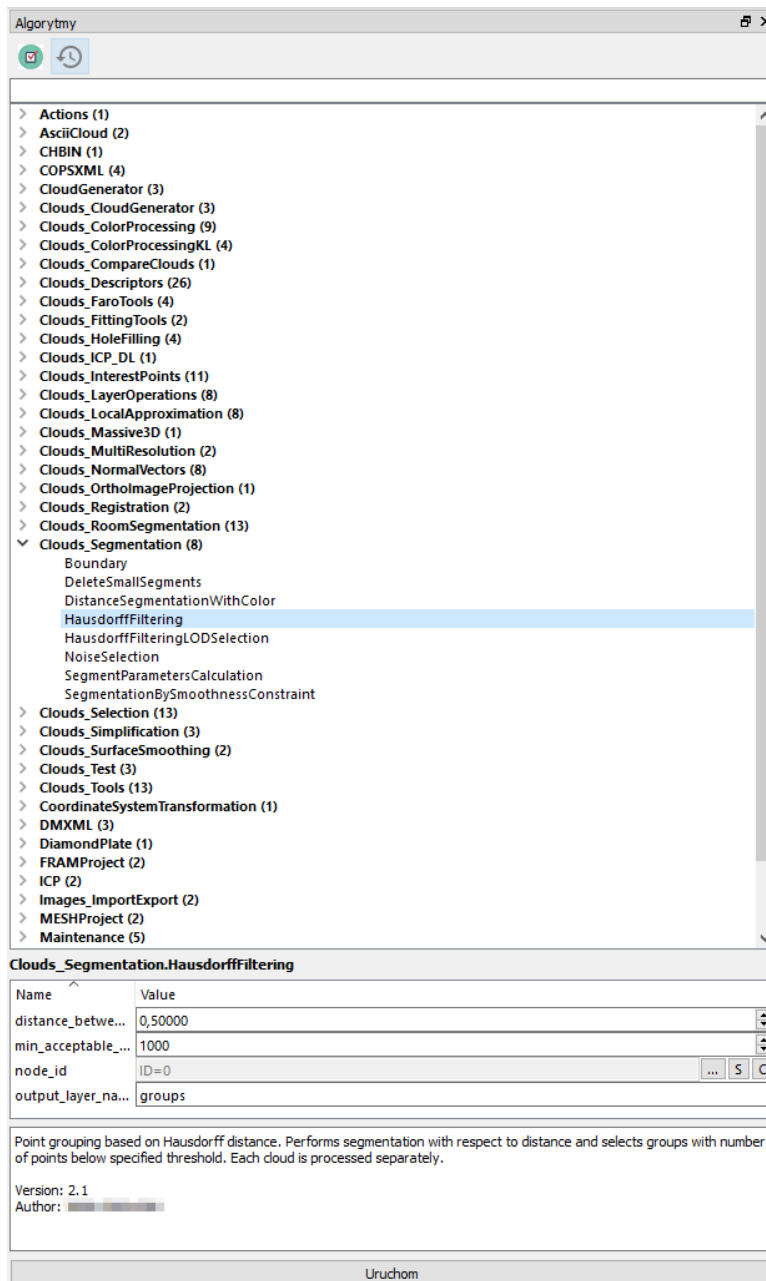 Algorytmy
Actions (1)
AsciiCloud (2)
CHBIN (1)
COPSXML (4)
CloudGenerator (3)
Clouds_CloudGenerator (3)
Clouds_ColorProcessing (9)
Clouds_ColorProcessingKL (4)
Clouds_CompareClouds (1)
Clouds_Descriptors (26)
Clouds_FaroTools (4)
Clouds_FittingTools (2)
Clouds_HoleFilling (4)
Clouds_ICP_DL (1)
Clouds_InterestPoints (11)
Clouds_LayerOperations (8)
Clouds_LocalApproximation (8)
Clouds_Massive3D (1)
Clouds_MultiResolution (2)
Clouds_NormalVectors (8)
Clouds_OrthoImageProjection (1)
Clouds_Registration (2)
Clouds_RoomSegmentation (13)
Clouds_Segmentation (8)
Boundary
DeleteSmallSegments
DistanceSegmentationWithColor
HausdorffFiltering
HausdorffFilteringLODSelection
NoiseSelection
SegmentParametersCalculation
SegmentationBySmoothnessConstraint
Clouds_Selection (13)
Clouds_Simplification (3)
Clouds_SurfaceSmoothing (2)
Clouds_Test (3)
Clouds_Tools (13)
CoordinateSystemTransformation (1)
DMXML (3)
DiamondPlate (1)
FRAMProject (2)
ICP (2)
Images_ImportExport (2)
MESHProject (2)
Maintenance (5)
Clouds_Segmentation.HausdorffFiltering
Name Value
distance_betwe... 0,50000
min_acceptable_... 1000
node_id ID=0 ... S
output_layer_na... groups
Point grouping based on Hausdorff distance. Performs segmentation with respect to distance and selects groups with number
of points below specified threshold. Each cloud is processed separately.
Version: 2.1
Author:
Uruchom